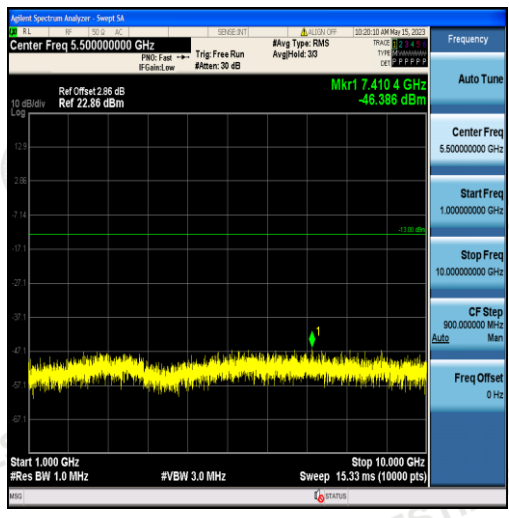 Agilent Spectrum Analyzer - Swept SA
RL RF 50 Ω AC SENSE:INT ALIGN OFF 10:20:10 AM May 15, 2023
Center Freq 5.500000000 GHz #Avg Type: RMS TRACE 1 2 3 4 5 6 Frequency
PNO: Fast Trig: Free Run Avg|Hold: 3/3 TYPE
IFGain:Low #Atten: 30 dB DET P P P P P P
Auto Tune
Mkr1 7.410 4 GHz
Ref Offset 2.86 dB
10 dB/div Ref 22.86 dBm -46.386 dBm
Log
Center Freq
5.500000000 GHz
12.9
2.86
Start Freq
1.000000000 GHz
-7.14
-13.00 dBm
-17.1
Stop Freq
10.000000000 GHz
-27.1
-37.1
CF Step
900.000000 MHz
Auto Man
1
-47.1
-57.1
Freq Offset
0 Hz
-67.1
Start 1.000 GHz Stop 10.000 GHz
#Res BW 1.0 MHz #VBW 3.0 MHz Sweep 15.33 ms (10000 pts)
MSG STATUS